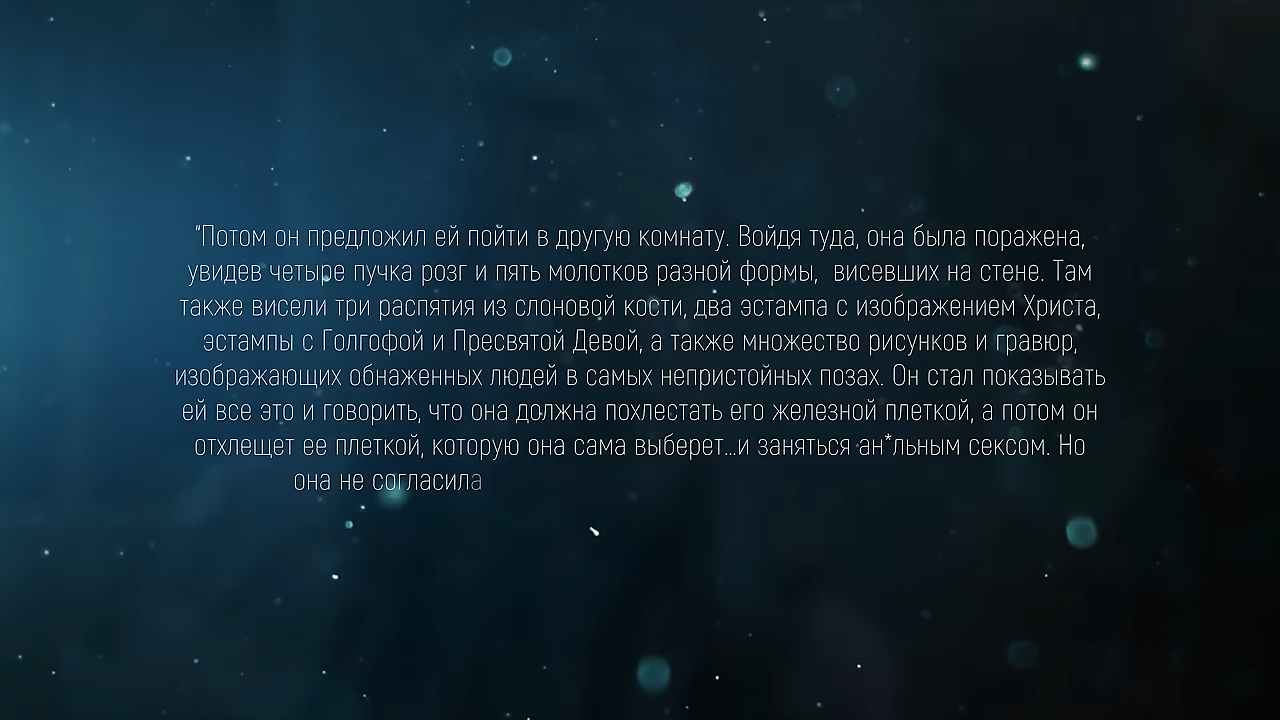 “Потом он предложил ей пойти в другую комнату. Войдя туда, она была поражена,
увидев четыре пучка розг и пять молотков разной формы,  висевших на стене. Там
также висели три распятия из слоновой кости, два эстампа с изображением Христа,
эстампы с Голгофой и Пресвятой Девой, а также множество рисунков и гравюр,
изображающих обнаженных людей в самых непристойных позах. Он стал показывать
ей все это и говорить, что она должна похлестать его железной плеткой, а потом он
отхлещет ее плеткой, которую она сама выберет...и заняться ан*льным сексом. Но
она не согласила